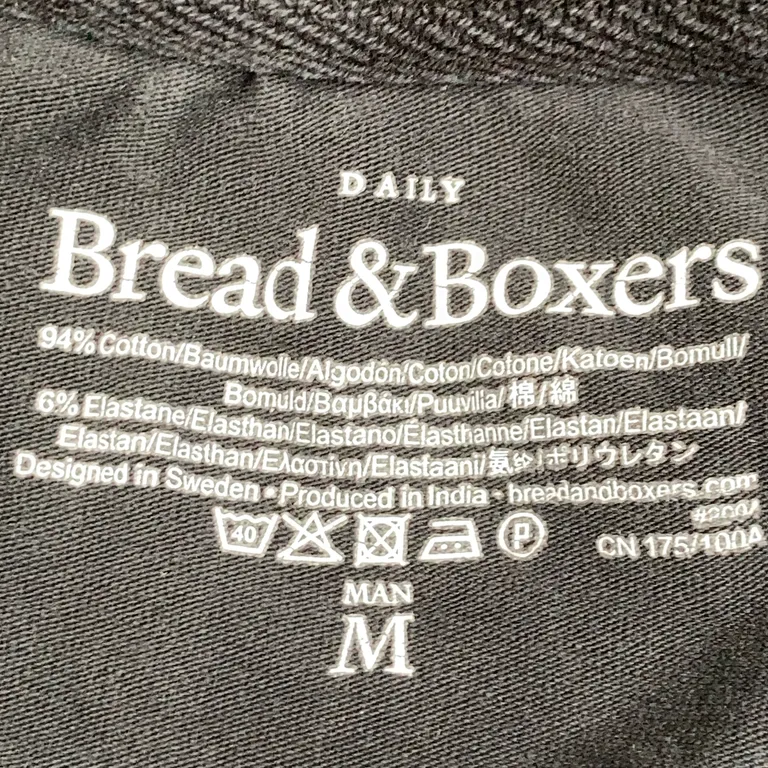 DAILY
Bread & Boxers
94% Cotton/Baumwolle/Algodón/Coton/Cotone/Katoen/Bomull/
Bomuld/Βαμβάκι/Puuvilla/棉/綿
6% Elastane/Elasthan/Elastano/Élasthanne/Elastan/Elastaan/
Elastan/Elasthan/Ελαστίνη/Elastaani/氨纶/ポリウレタン
Designed in Sweden • Produced in India • breadandboxers.com
40 P CN 175/100A
MAN
M